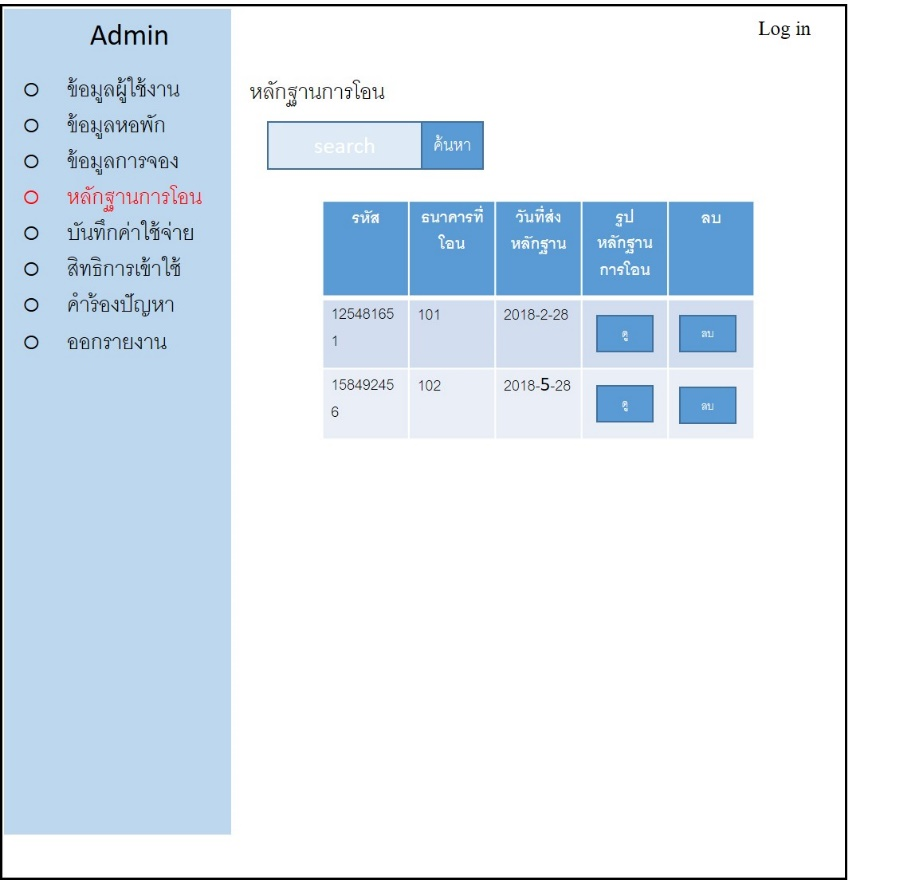 Admin
Log in
ข้อมูลผู้ใช้งาน
ข้อมูลหอพัก
ข้อมูลการจอง
หลักฐานการโอน
บันทึกค่าใช้จ่าย
สิทธิการเข้าใช้
คำร้องปัญหา
ออกรายงาน
หลักฐานการโอน
search
ค้นหา
รหัส
ธนาคารที่
โอน
วันที่ส่ง
หลักฐาน
รูป
หลักฐาน
การโอน
ลบ
12548165
1
101
2018-2-28
ดู
ลบ
15849245
6
102
2018-5-28
ดู
ลบ